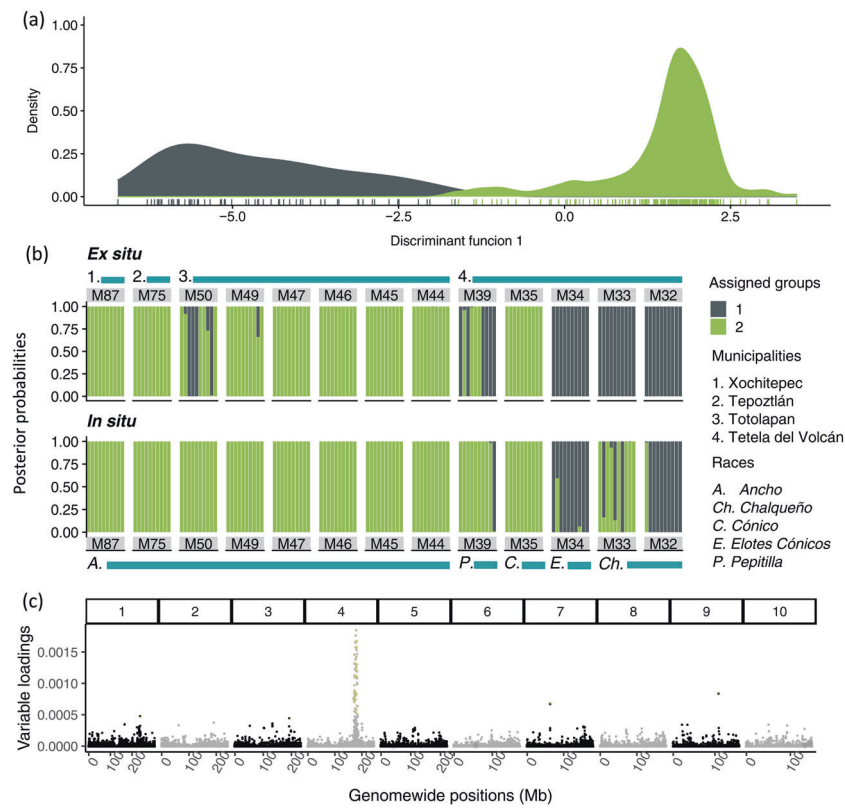 (a)
1.00
0.75
0.50
0.25
0.00
Density
-5.0 -2.5 0.0 2.5
Discriminant funcion 1
(b)
Ex situ
1. 2. 3. 4.
M87 M75 M50 M49 M47 M46 M45 M44 M39 M35 M34 M33 M32
1.00
0.75
0.50
0.25
0.00
Posterior probabilities
In situ
1.00
0.75
0.50
0.25
0.00
M87 M75 M50 M49 M47 M46 M45 M44 M39 M35 M34 M33 M32
A. P. C. E. Ch.
Assigned groups
1
2
Municipalities
1. Xochitepec
2. Tepoztlán
3. Totolapan
4. Tetela del Volcán
Races
A. Ancho
Ch. Chalqueño
C. Cónico
E. Elotes Cónicos
P. Pepitilla
(c)
1 2 3 4 5 6 7 8 9 10
0.0015
0.0010
0.0005
0.0000
Variable loadings
0 100 200 0 100 200 0 100 200 0 100 200 0 100 200 0 100 0 100 0 100 0 100 0 100
Genomewide positions (Mb)